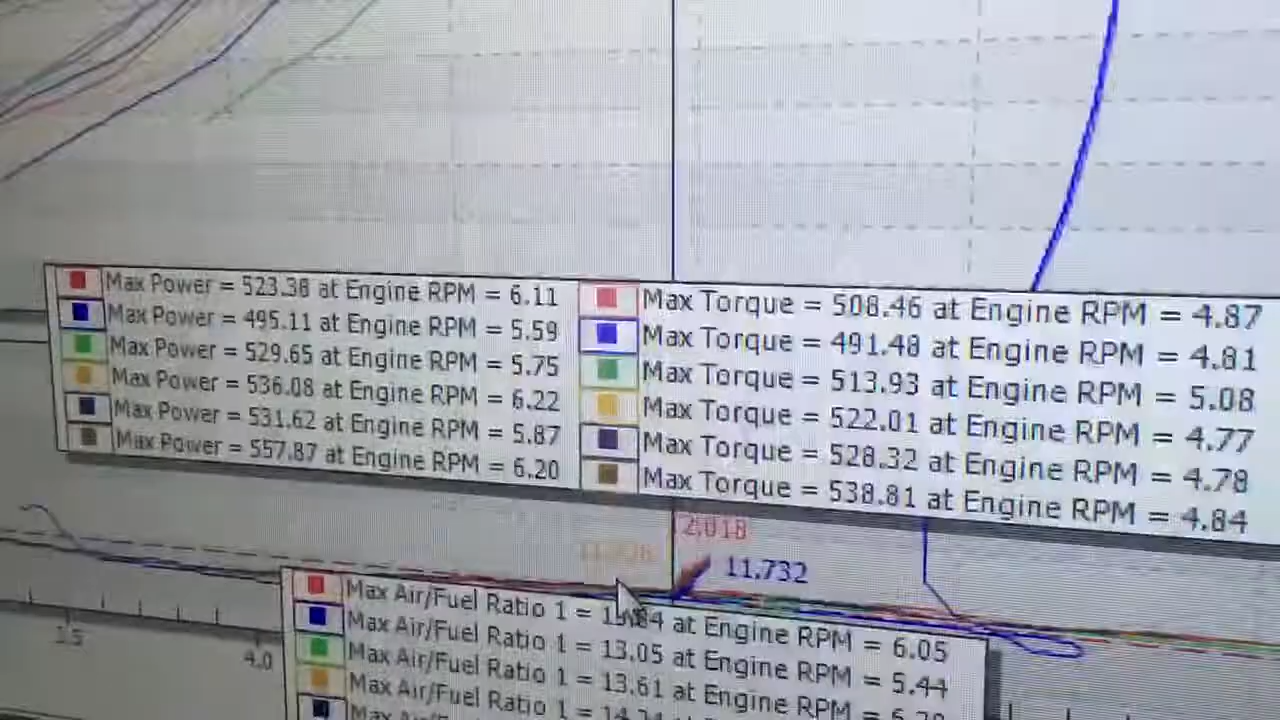 Max Power = 523.38 at Engine RPM = 6.11
Max Power = 495.11 at Engine RPM = 5.59
Max Power = 529.65 at Engine RPM = 5.75
Max Power = 536.08 at Engine RPM = 6.22
Max Power = 531.62 at Engine RPM = 5.87
Max Power = 557.87 at Engine RPM = 6.20
Max Torque = 508.46 at Engine RPM = 4.87
Max Torque = 491.48 at Engine RPM = 4.81
Max Torque = 513.93 at Engine RPM = 5.08
Max Torque = 522.01 at Engine RPM = 4.77
Max Torque = 528.32 at Engine RPM = 4.78
Max Torque = 538.81 at Engine RPM = 4.84
2.018
11.732
4.0
Max Air/Fuel Ratio 1 = at Engine RPM = 6.05
Max Air/Fuel Ratio 1 = 13.05 at Engine RPM = 5.44
Max Air/Fuel Ratio 1 = 13.61 at Engine RPM =
Max Air/Fuel Ratio 1 =